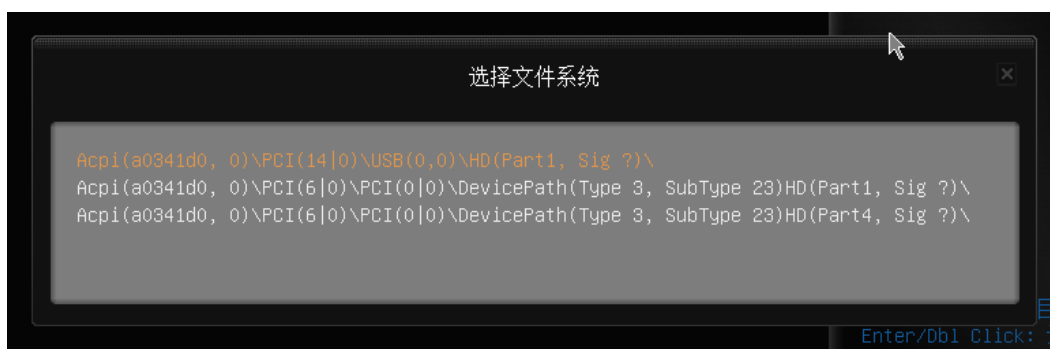 选择文件系统
Acpi(a0341d0, 0)\PCI(14|0)\USB(0,0)\HD(Part1, Sig ?)\
Acpi(a0341d0, 0)\PCI(6|0)\PCI(0|0)\DevicePath(Type 3, SubType 23)HD(Part1, Sig ?)\
Acpi(a0341d0, 0)\PCI(6|0)\PCI(0|0)\DevicePath(Type 3, SubType 23)HD(Part4, Sig ?)\
Enter/Dbl Click: